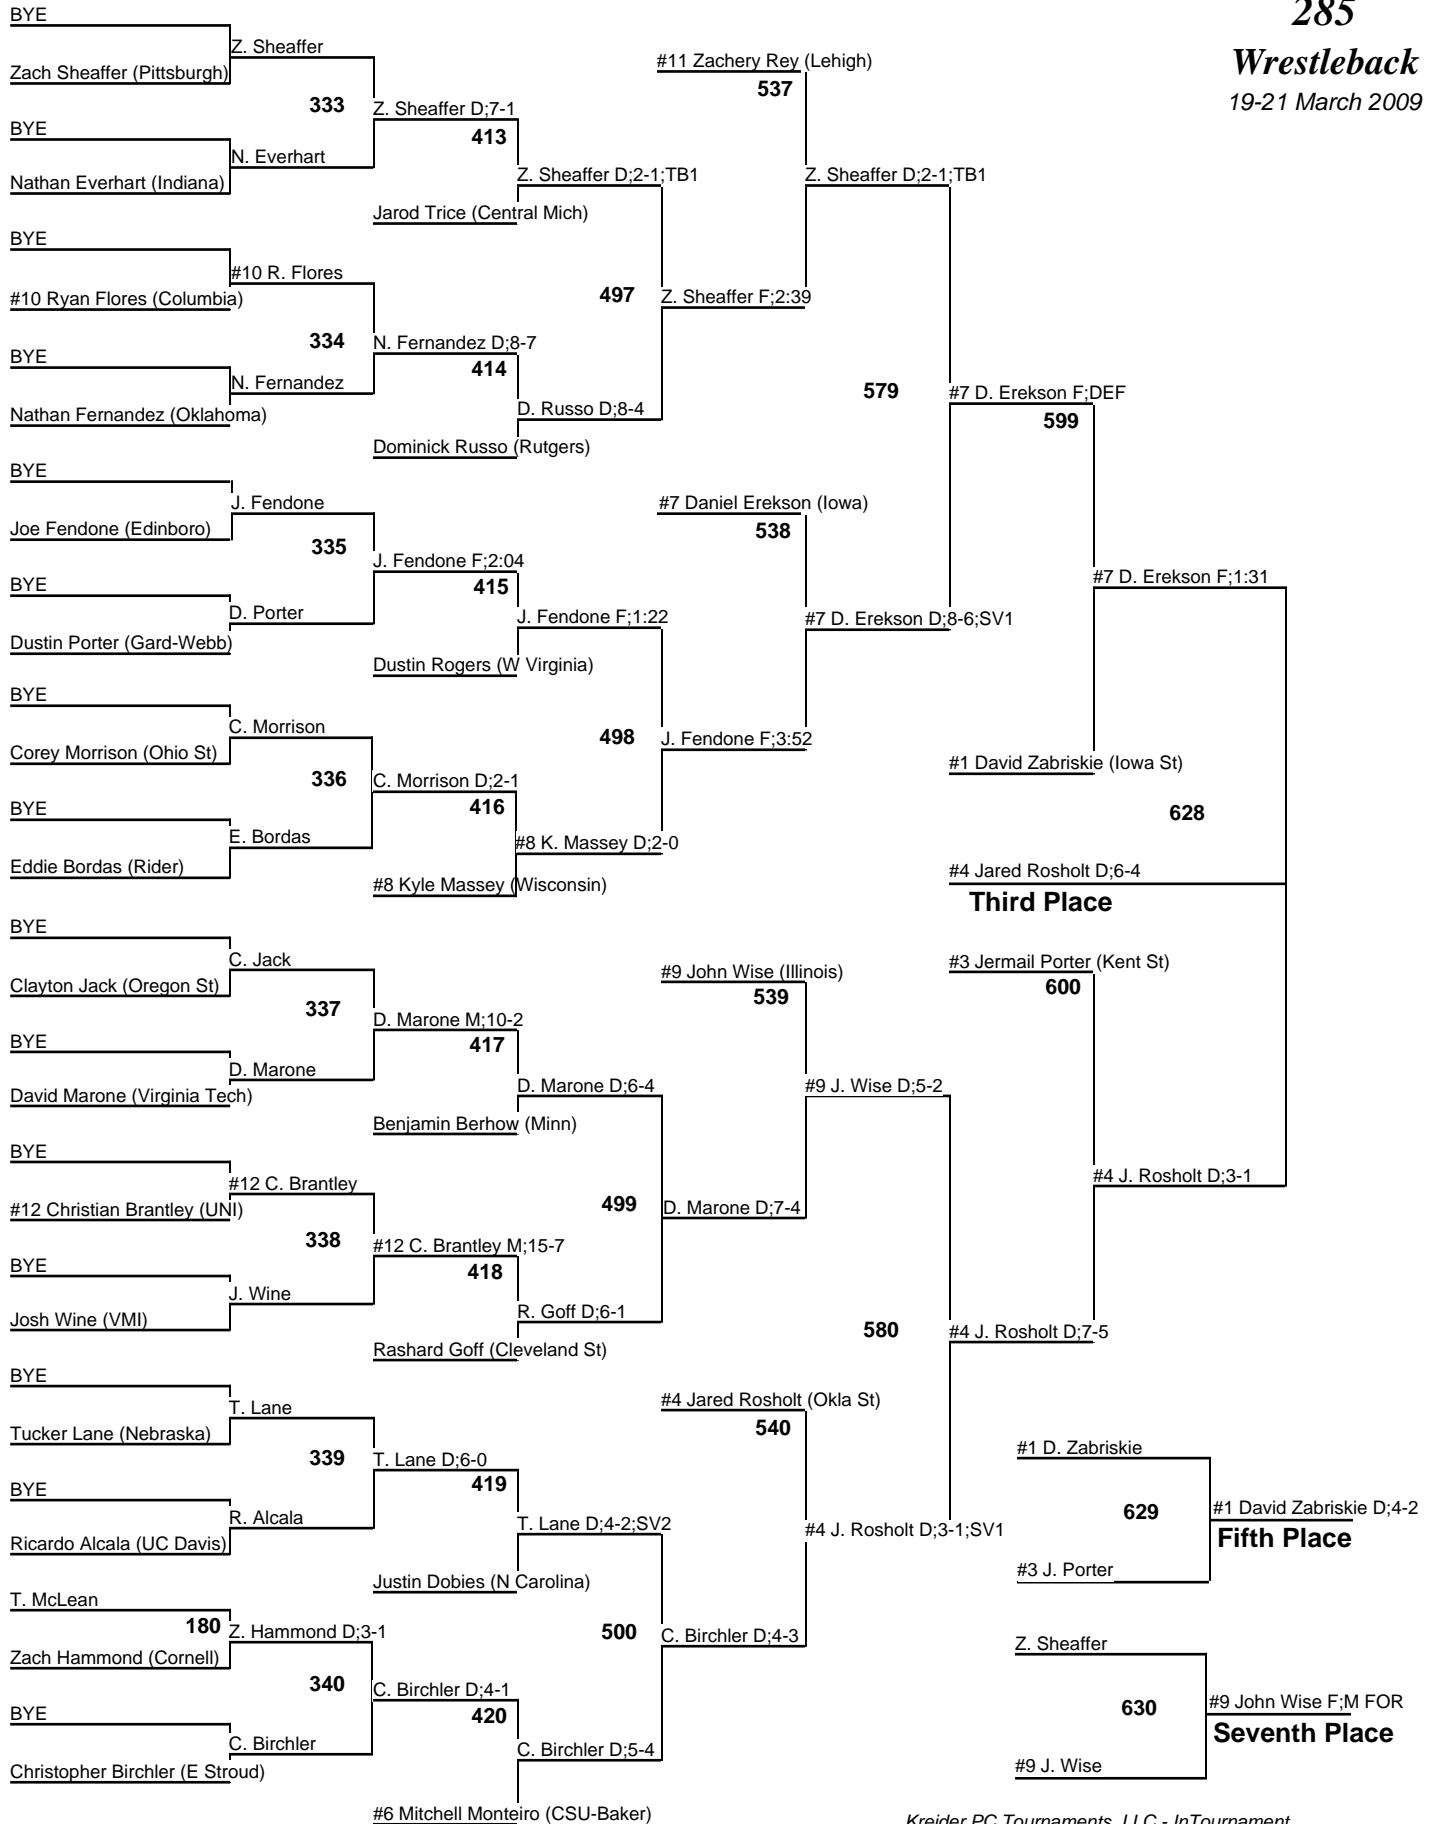 BYE
285
Z. Sheaffer
#11 Zachery Rey (Lehigh)
Wrestleback
Zach Sheaffer (Pittsburgh)
537
19-21 March 2009
333
Z. Sheaffer D;7-1
BYE
413
N. Everhart
Nathan Everhart (Indiana)
Z. Sheaffer D;2-1;TB1
Z. Sheaffer D;2-1;TB1
Jarod Trice (Central Mich)
BYE
#10 R. Flores
#10 Ryan Flores (Columbia)
497
Z. Sheaffer F;2:39
334
N. Fernandez D;8-7
BYE
414
N. Fernandez
579
#7 D. Erekson F;DEF
Nathan Fernandez (Oklahoma)
D. Russo D;8-4
599
Dominick Russo (Rutgers)
BYE
J. Fendone
#7 Daniel Erekson (Iowa)
Joe Fendone (Edinboro)
538
335
J. Fendone F;2:04
#7 D. Erekson F;1:31
BYE
415
D. Porter
J. Fendone F;1:22
#7 D. Erekson D;8-6;SV1
Dustin Porter (Gard-Webb)
Dustin Rogers (W Virginia)
BYE
C. Morrison
498
J. Fendone F;3:52
Corey Morrison (Ohio St)
#1 David Zabriskie (Iowa St)
336
C. Morrison D;2-1
BYE
416
628
E. Bordas
#8 K. Massey D;2-0
Eddie Bordas (Rider)
#4 Jared Rosholt D;6-4
#8 Kyle Massey (Wisconsin)
Third Place
BYE
C. Jack
#9 John Wise (Illinois)
#3 Jermail Porter (Kent St)
Clayton Jack (Oregon St)
539
600
337
D. Marone M;10-2
BYE
417
D. Marone
D. Marone D;6-4
#9 J. Wise D;5-2
David Marone (Virginia Tech)
Benjamin Berhow (Minn)
BYE
#12 C. Brantley
#4 J. Rosholt D;3-1
#12 Christian Brantley (UNI)
499
D. Marone D;7-4
338
#12 C. Brantley M;15-7
BYE
418
J. Wine
Josh Wine (VMI)
R. Goff D;6-1
580
#4 J. Rosholt D;7-5
Rashard Goff (Cleveland St)
BYE
T. Lane
#4 Jared Rosholt (Okla St)
Tucker Lane (Nebraska)
540
#1 D. Zabriskie
339
T. Lane D;6-0
BYE
419
R. Alcala
T. Lane D;4-2;SV2
#4 J. Rosholt D;3-1;SV1
629
#1 David Zabriskie D;4-2
Ricardo Alcala (UC Davis)
Fifth Place
Justin Dobies (N Carolina)
#3 J. Porter
T. McLean
180
Z. Hammond D;3-1
500
C. Birchler D;4-3
Z. Sheaffer
Zach Hammond (Cornell)
340
C. Birchler D;4-1
BYE
420
630
#9 John Wise F;M FOR
C. Birchler
C. Birchler D;5-4
Seventh Place
Christopher Birchler (E Stroud)
#9 J. Wise
#6 Mitchell Monteiro (CSU-Baker)
Kreider PC Tournaments, LLC - InTournament